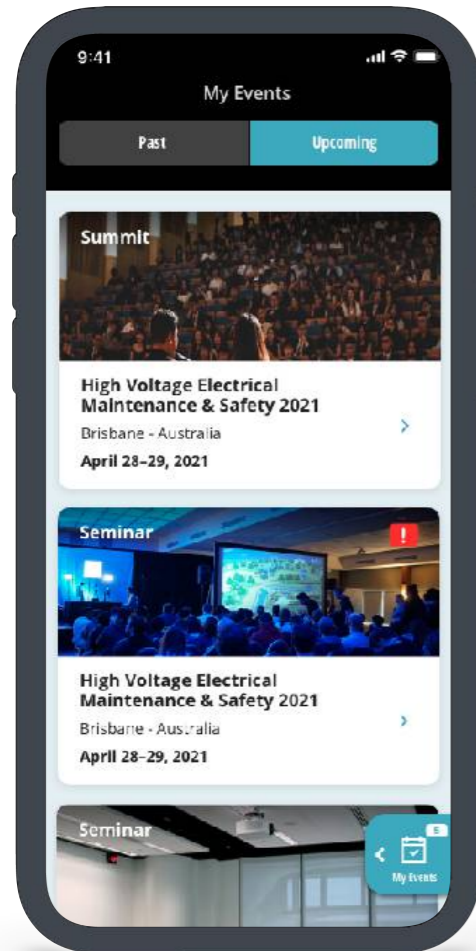 9:41
My Events
Past
Upcoming
Summit
High Voltage Electrical
Maintenance & Safety 2021
Brisbane - Australia
April 28-29, 2021
Seminar
!
High Voltage Electrical
Maintenance & Safety 2021
Brisbane - Australia
April 28-29, 2021
Seminar
5
My Events